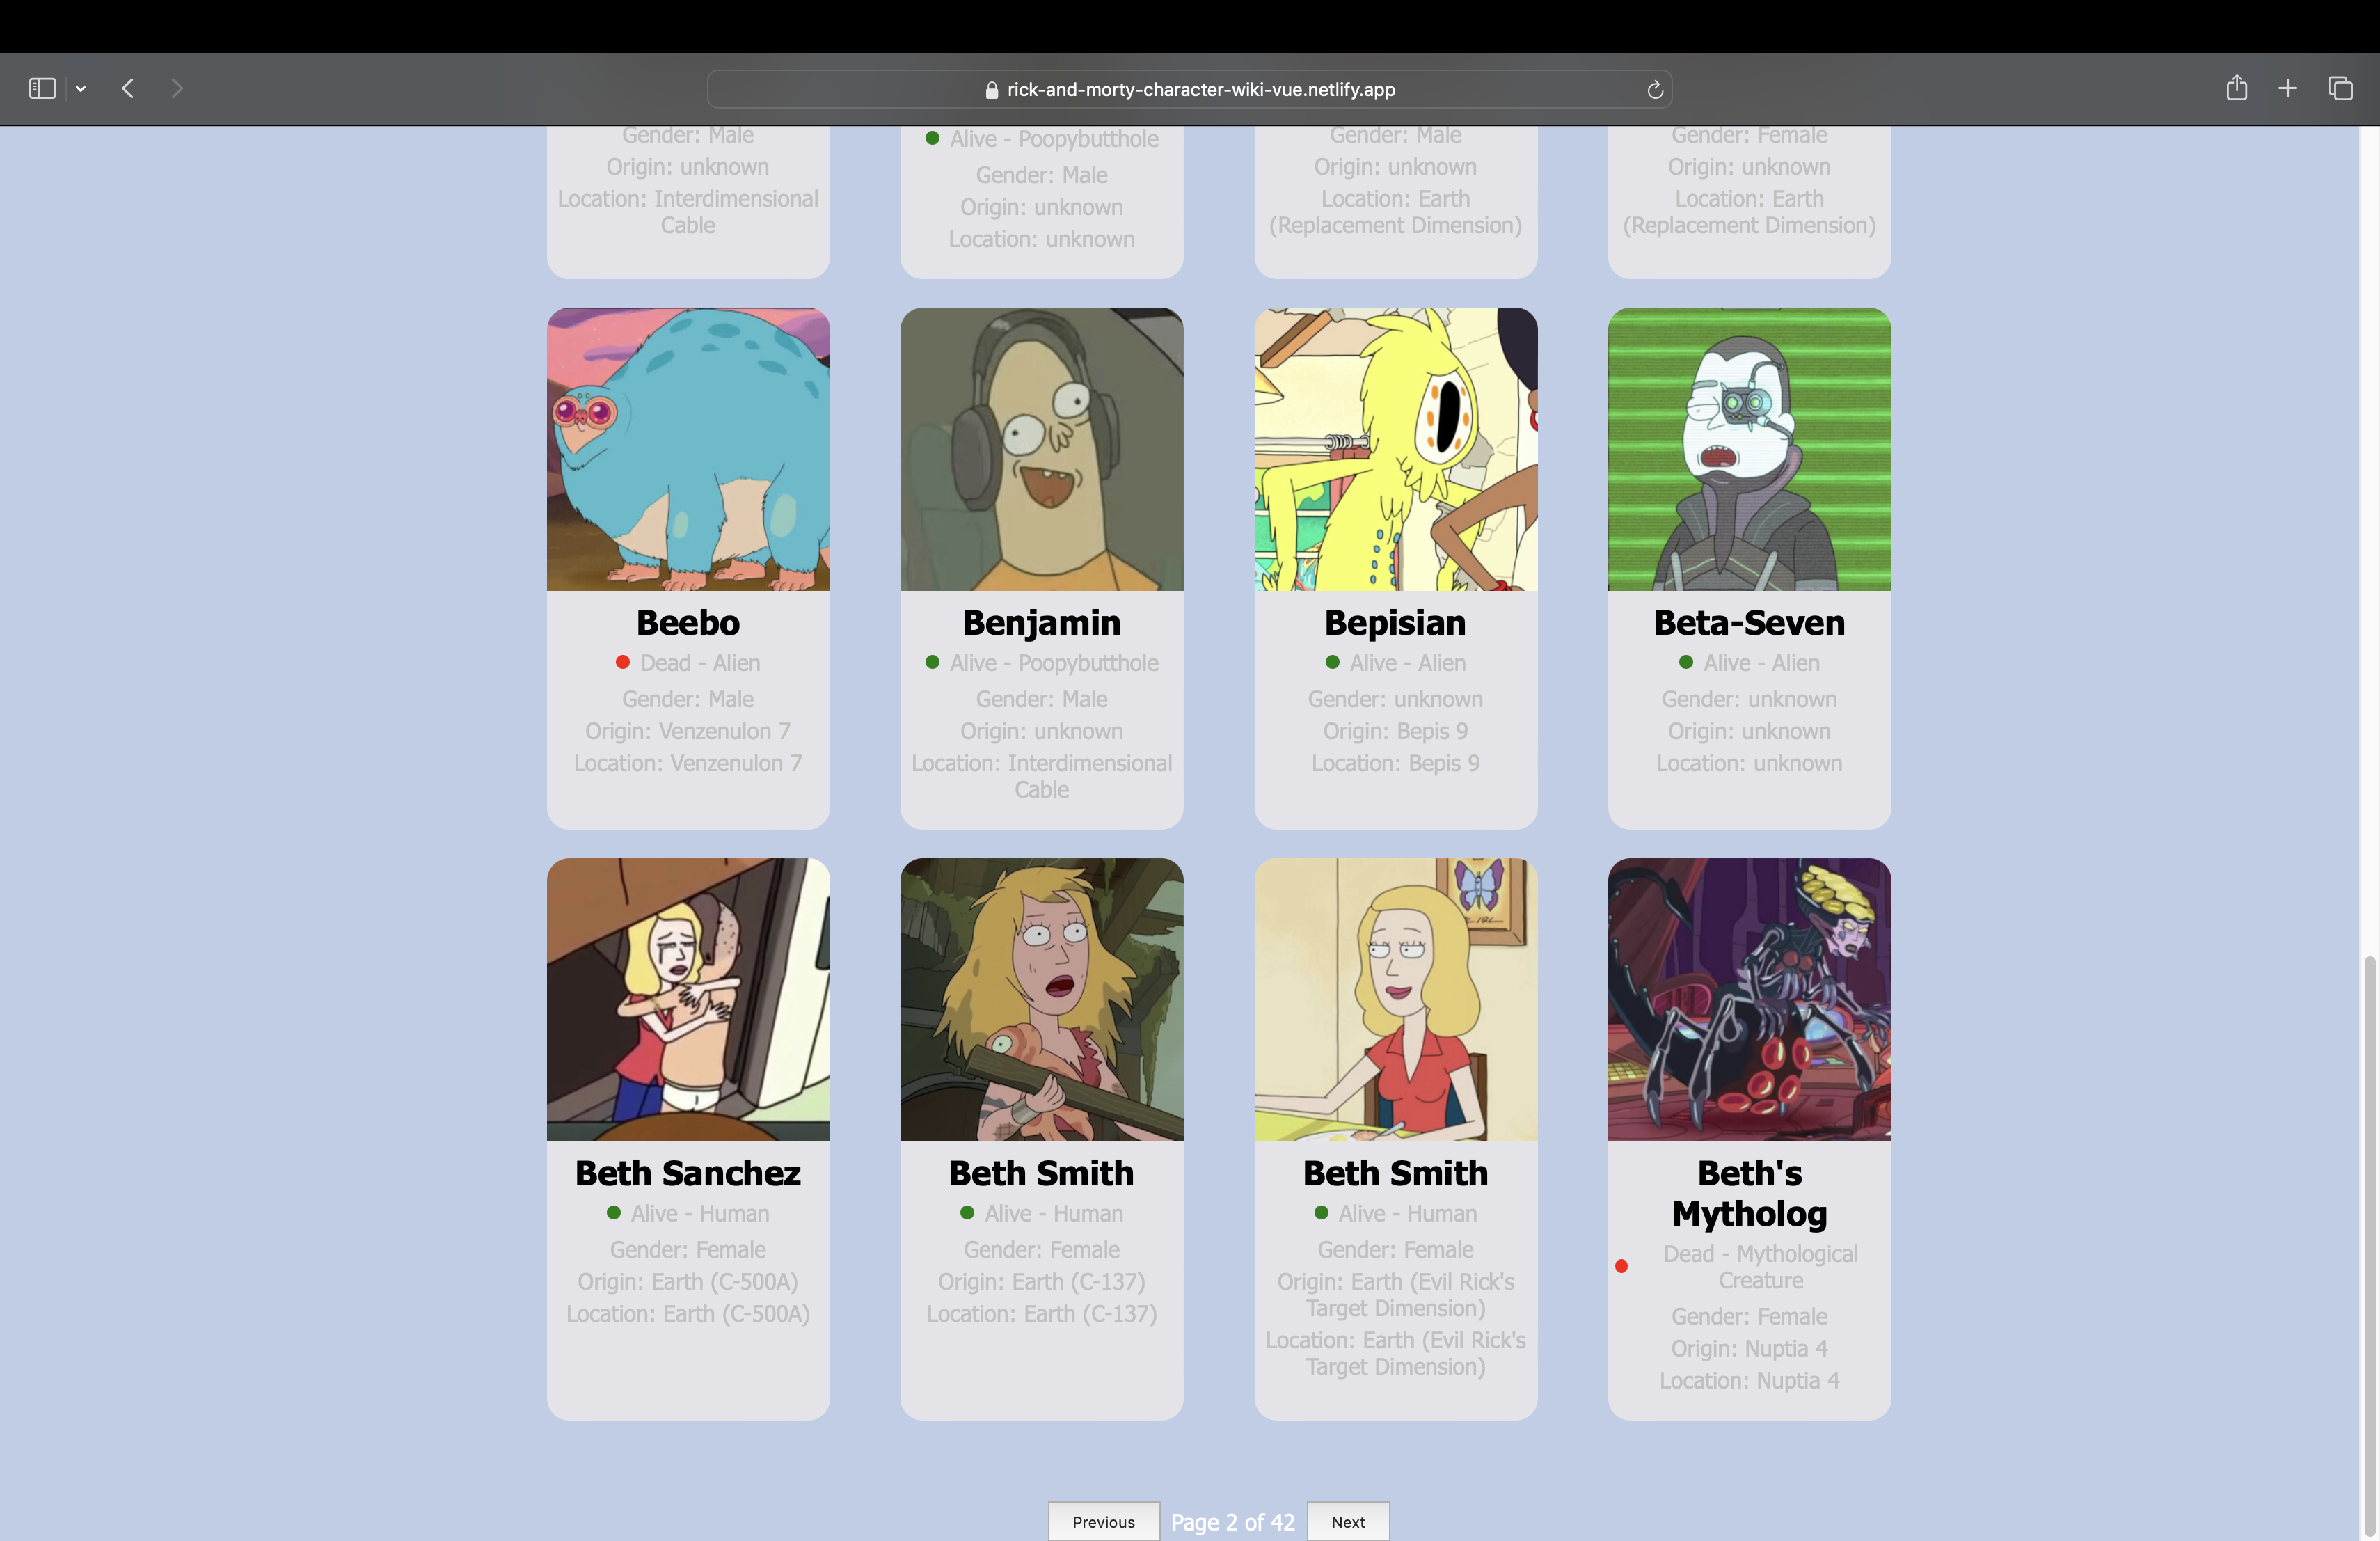 rick-and-morty-character-wiki-vue.netlify.app
Gender: Male
Origin: unknown
Location: Interdimensional
Cable
Alive - Poopybutthole
Gender: Male
Origin: unknown
Location: unknown
Gender: Male
Origin: unknown
Location: Earth
(Replacement Dimension)
Gender: Female
Origin: unknown
Location: Earth
(Replacement Dimension)
Beebo
Dead - Alien
Gender: Male
Origin: Venzenulon 7
Location: Venzenulon 7
Benjamin
Alive - Poopybutthole
Gender: Male
Origin: unknown
Location: Interdimensional
Cable
Bepisian
Alive - Alien
Gender: unknown
Origin: Bepis 9
Location: Bepis 9
Beta-Seven
Alive - Alien
Gender: unknown
Origin: unknown
Location: unknown
Beth Sanchez
Alive - Human
Gender: Female
Origin: Earth (C-500A)
Location: Earth (C-500A)
Beth Smith
Alive - Human
Gender: Female
Origin: Earth (C-137)
Location: Earth (C-137)
Beth Smith
Alive - Human
Gender: Female
Origin: Earth (Evil Rick's
Target Dimension)
Location: Earth (Evil Rick's
Target Dimension)
Beth's
Mytholog
Dead - Mythological
Creature
Gender: Female
Origin: Nuptia 4
Location: Nuptia 4
Previous
Page 2 of 42
Next